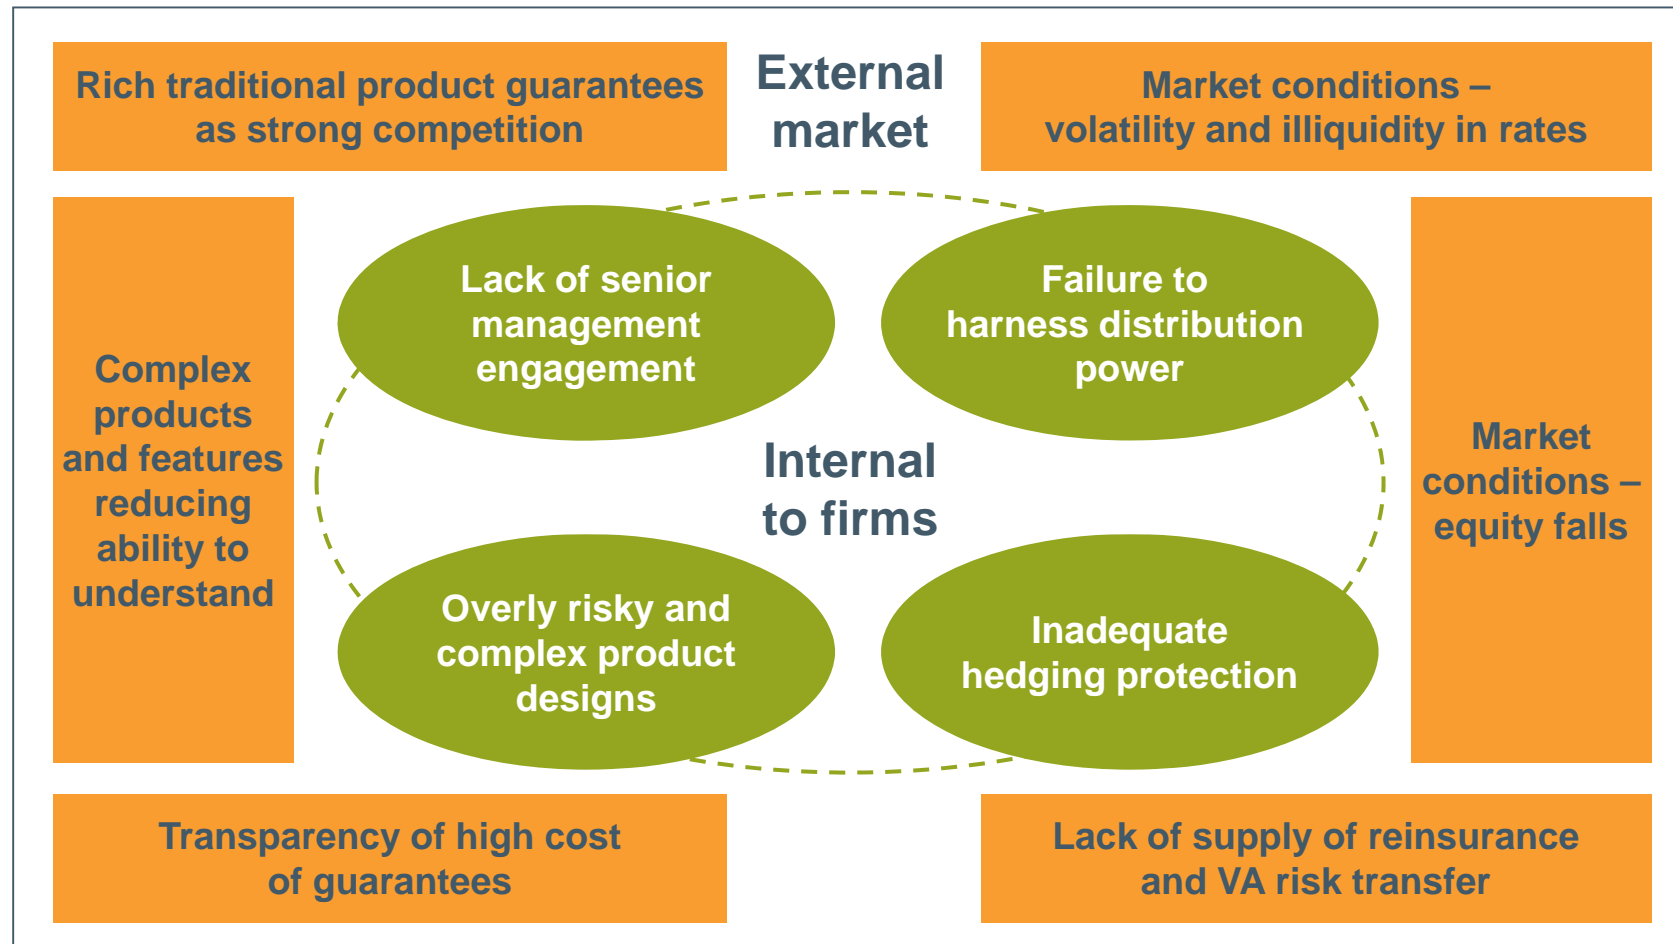 Rich traditional product guarantees
as strong competition
External
market
Market conditions –
volatility and illiquidity in rates
Complex
products
and features
reducing
ability to
understand
Lack of senior
management
engagement
Failure to
harness distribution
power
Market
conditions –
equity falls
Internal
to firms
Overly risky and
complex product
designs
Inadequate
hedging protection
Transparency of high cost
of guarantees
Lack of supply of reinsurance
and VA risk transfer